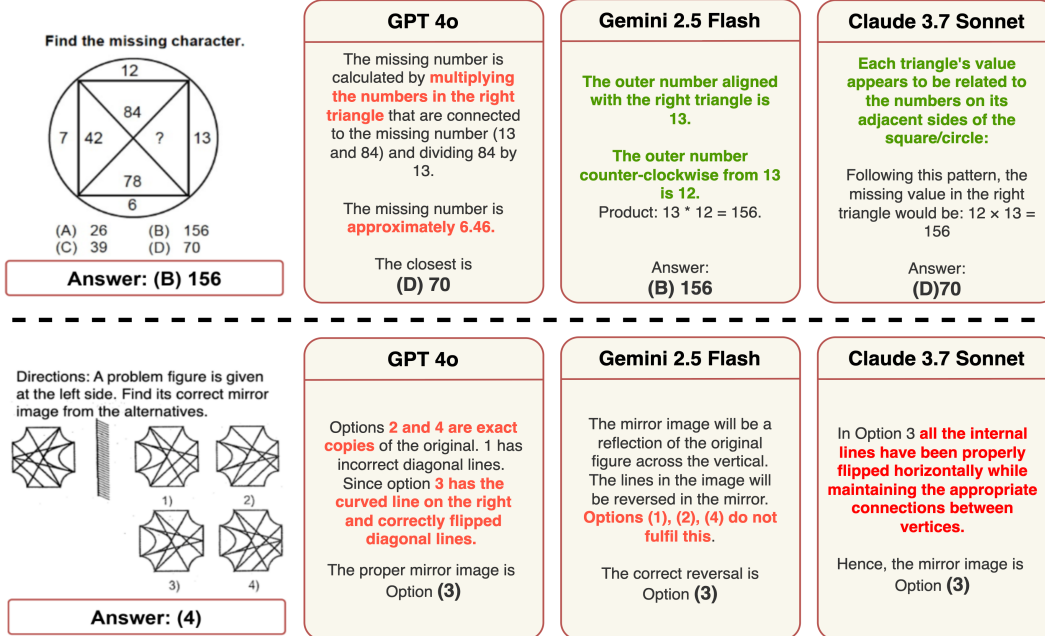 Find the missing character.
12
84
7 42 ? 13
78
6
(A) 26 (B) 156
(C) 39 (D) 70
Answer: (B) 156
GPT 4o
The missing number is
calculated by multiplying
the numbers in the right
triangle that are connected
to the missing number (13
and 84) and dividing 84 by
13.
The missing number is
approximately 6.46.
The closest is
(D) 70
Gemini 2.5 Flash
The outer number aligned
with the right triangle is
13.
The outer number
counter-clockwise from 13
is 12.
Product: 13 * 12 = 156.
Answer:
(B) 156
Claude 3.7 Sonnet
Each triangle's value
appears to be related to
the numbers on its
adjacent sides of the
square/circle:
Following this pattern, the
missing value in the right
triangle would be: 12 × 13 =
156
Answer:
(D)70
Directions: A problem figure is given
at the left side. Find its correct mirror
image from the alternatives.
1) 2)
3) 4)
Answer: (4)
GPT 4o
Options 2 and 4 are exact
copies of the original. 1 has
incorrect diagonal lines.
Since option 3 has the
curved line on the right
and correctly flipped
diagonal lines.
The proper mirror image is
Option (3)
Gemini 2.5 Flash
The mirror image will be a
reflection of the original
figure across the vertical.
The lines in the image will
be reversed in the mirror.
Options (1), (2), (4) do not
fulfil this.
The correct reversal is
Option (3)
Claude 3.7 Sonnet
In Option 3 all the internal
lines have been properly
flipped horizontally while
maintaining the appropriate
connections between
vertices.
Hence, the mirror image is
Option (3)